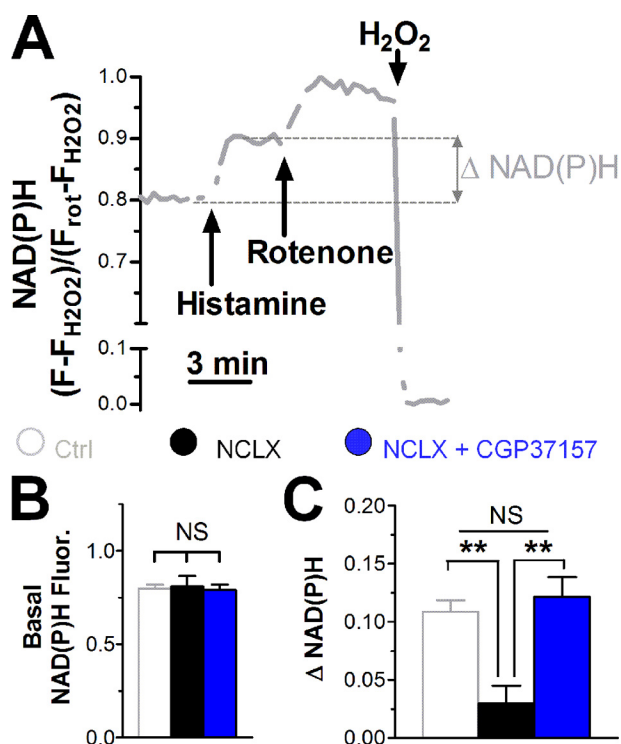 A
H2O2
1.0
0.9
0.8
0.7
0.1
0.0
NAD(P)H
(F-FH2O2)/(Frot-FH2O2)
Δ NAD(P)H
Rotenone
Histamine
3 min
Ctrl
NCLX
NCLX + CGP37157
B
NS
1.0
0.5
0.0
Basal
NAD(P)H Fluor.
C
NS
**
**
0.20
0.15
0.10
0.05
0.00
Δ NAD(P)H